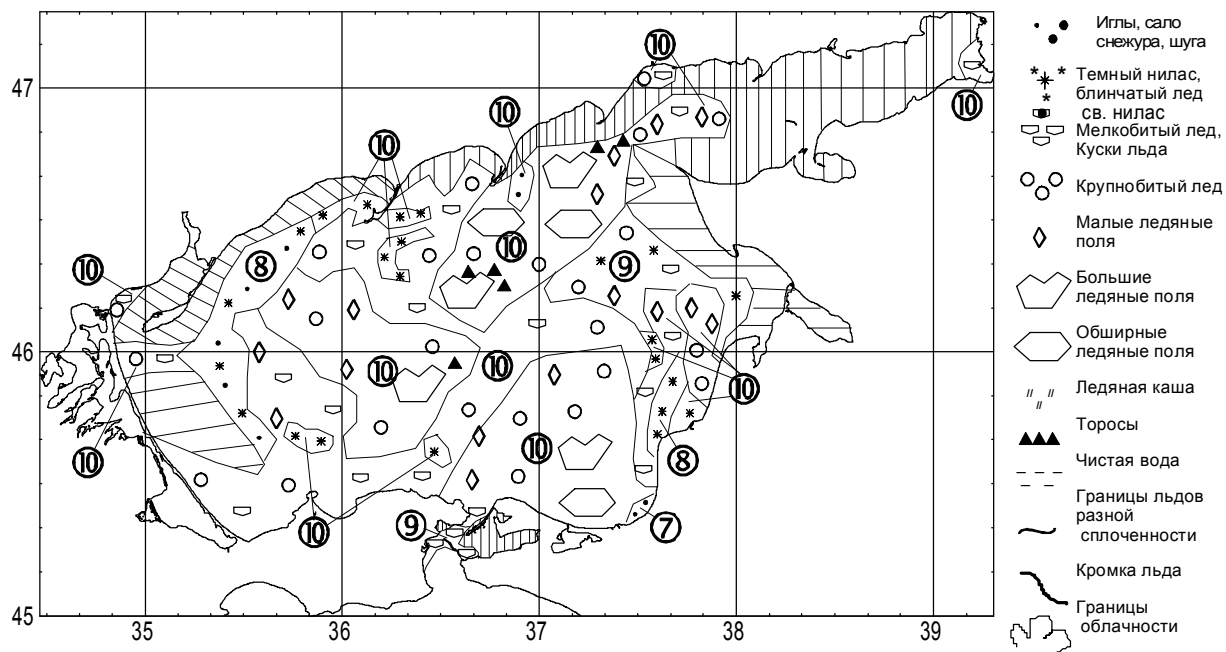 47
46
45
35
36
37
38
39
10
10
10
10
10
10
8
10
9
10
10
10
10
10
8
10
9
7
Иглы, сало
снежура, шуга
Темный нилас,
блинчатый лед
св. нилас
Мелкобитый лед,
Куски льда
Крупнобитый лед
Малые ледяные
поля
Большие
ледяные поля
Обширные
ледяные поля
Ледяная каша
Торосы
Чистая вода
Границы льдов
разной
сплоченности
Кромка льда
Границы
облачности